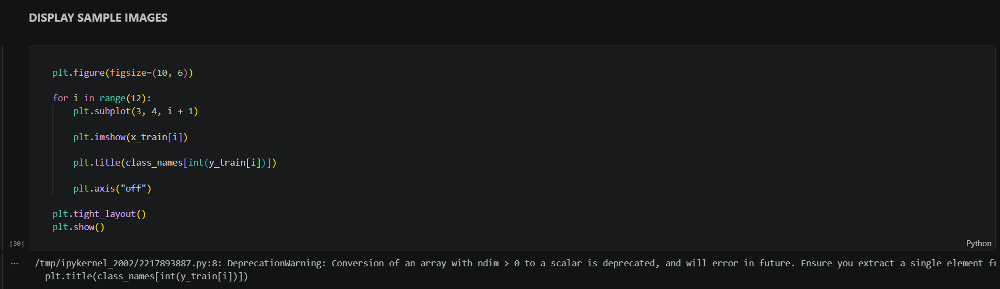 DISPLAY SAMPLE IMAGES
plt.figure(figsize=(10, 6))
for i in range(12):
    plt.subplot(3, 4, i + 1)
    plt.imshow(x_train[i])
    plt.title(class_names[int(y_train[i])])
    plt.axis("off")
plt.tight_layout()
plt.show()
[30]
Python
... /tmp/ipykernel_2002/2217893887.py:8: DeprecationWarning: Conversion of an array with ndim > 0 to a scalar is deprecated, and will error in future. Ensure you extract a single element
  plt.title(class_names[int(y_train[i])])